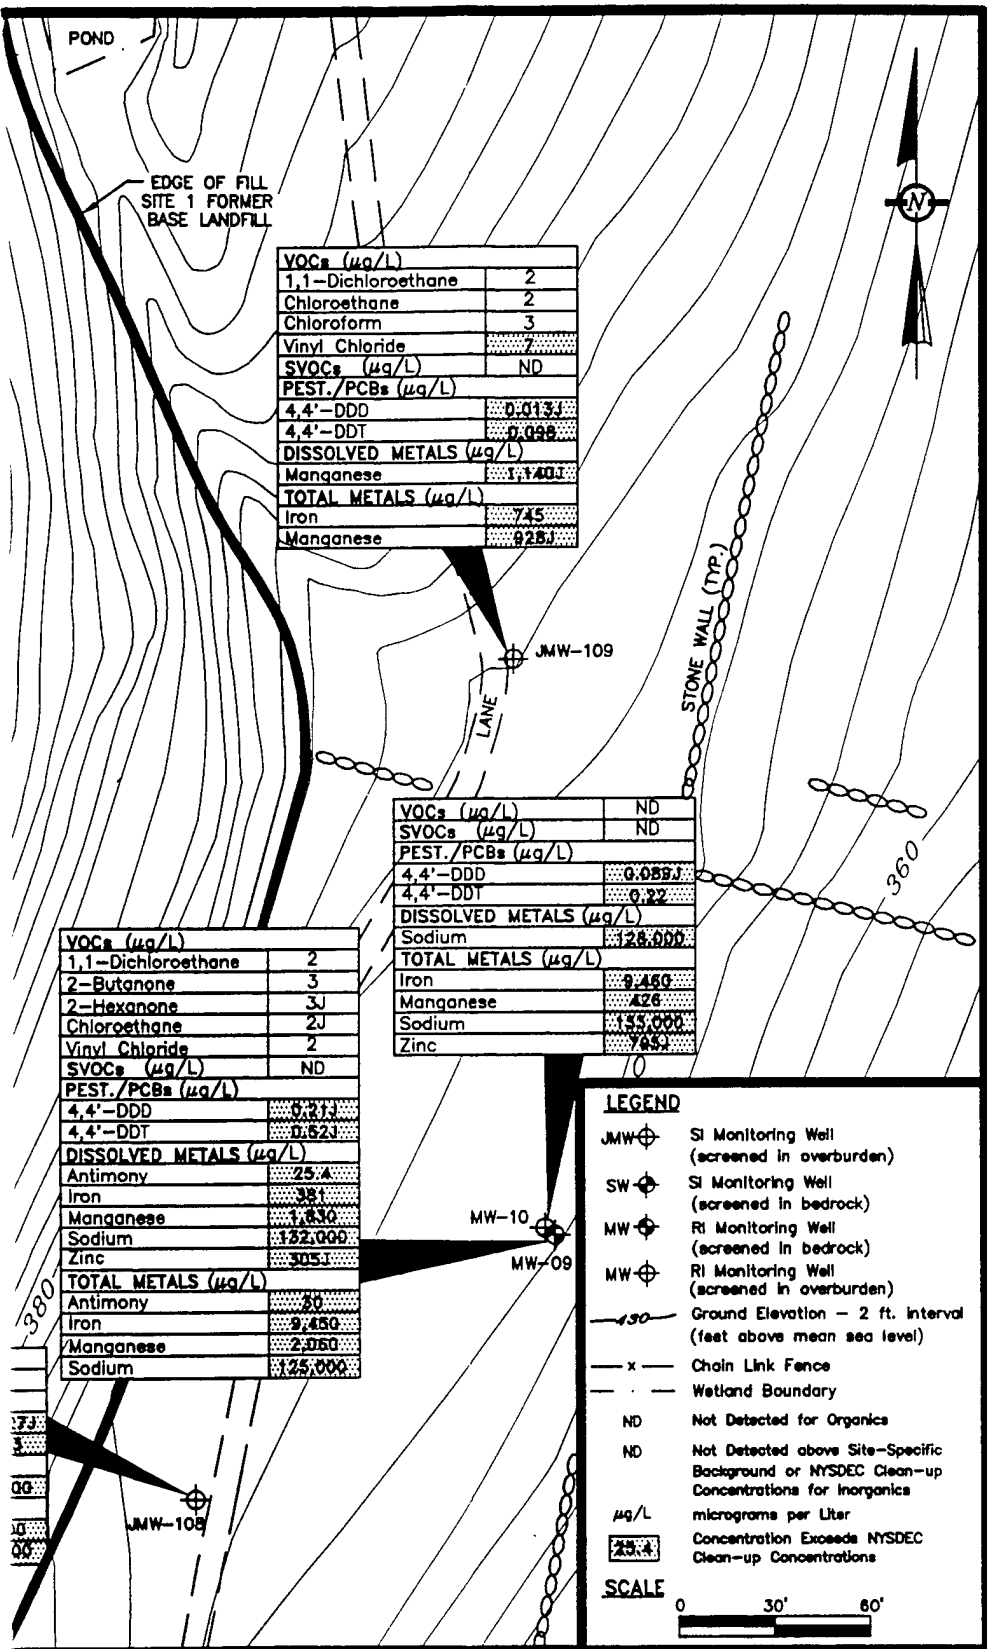 POND
EDGE OF FILL
SITE 1 FORMER
BASE LANDFILL
N
VOCs (µg/L)
1,1-Dichloroethane 2
Chloroethane 2
Chloroform 3
Vinyl Chloride 7
SVOCs (µg/L) ND
PEST./PCBs (µg/L)
4,4'-DDD 0.013J
4,4'-DDT 0.098
DISSOLVED METALS (µg/L)
Manganese 1,140J
TOTAL METALS (µg/L)
Iron 745
Manganese 928J
JMW-109
LANE
STONE WALL (TYP.)
360
VOCs (µg/L) ND
SVOCs (µg/L) ND
PEST./PCBs (µg/L)
4,4'-DDD 0.089J
4,4'-DDT 0.22
DISSOLVED METALS (µg/L)
Sodium 128,000
TOTAL METALS (µg/L)
Iron 9,460
Manganese 426
Sodium
Zinc 795J
0
VOCs (µg/L)
1,1-Dichloroethane 2
2-Butanone 3
2-Hexanone 3J
Chloroethane 2J
Vinyl Chloride 2
SVOCs (µg/L) ND
PEST./PCBs (µg/L)
4,4'-DDD 0.21J
4,4'-DDT 0.52J
DISSOLVED METALS (µg/L)
Antimony 25.4
Iron 381
Manganese 1,830
Sodium 132,000
Zinc 305J
TOTAL METALS (µg/L)
Antimony 30
Iron 9,450
Manganese 2,060
Sodium 125,000
380
MW-10
MW-09
JMW-108
7J
3
00
0
00
LEGEND
JMW SI Monitoring Well
(screened in overburden)
SW SI Monitoring Well
(screened in bedrock)
MW RI Monitoring Well
(screened in bedrock)
MW RI Monitoring Well
(screened in overburden)
430 Ground Elevation – 2 ft. interval
(feet above mean sea level)
x Chain Link Fence
Wetland Boundary
ND Not Detected for Organics
ND Not Detected above Site-Specific
Background or NYSDEC Clean-up
Concentrations for Inorganics
µg/L micrograms per Liter
25.4 Concentration Exceeds NYSDEC
Clean-up Concentrations
SCALE
0 30' 60'